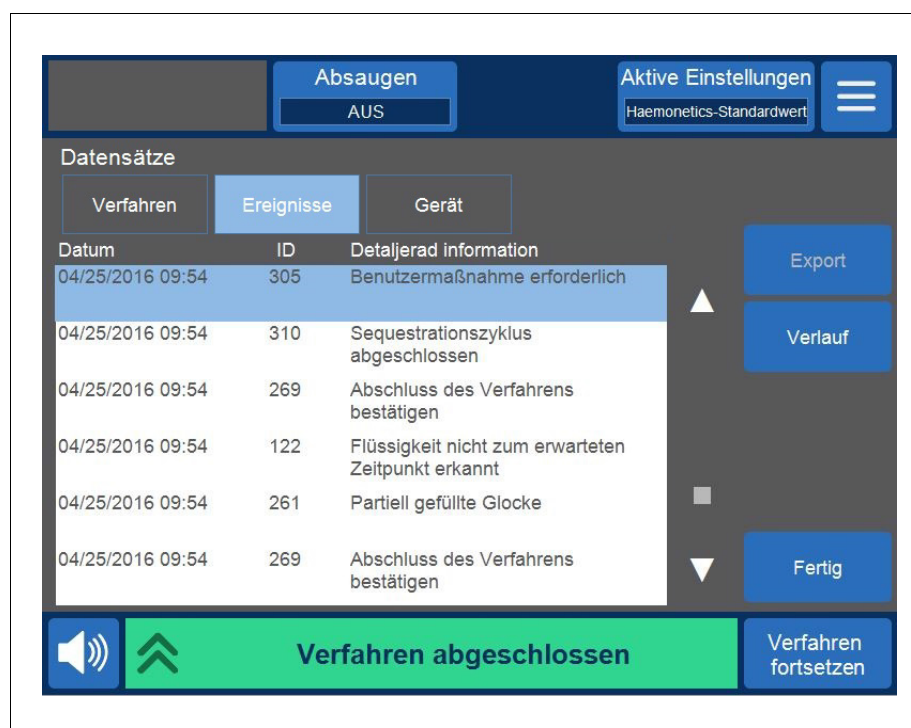 Absaugen
AUS
Aktive Einstellungen
Haemonetics-Standardwert
Datensätze
Verfahren
Ereignisse
Gerät
Datum ID Detaljerad information
04/25/2016 09:54 305 Benutzermaßnahme erforderlich
04/25/2016 09:54 310 Sequestrationszyklus
abgeschlossen
04/25/2016 09:54 269 Abschluss des Verfahrens
bestätigen
04/25/2016 09:54 122 Flüssigkeit nicht zum erwarteten
Zeitpunkt erkannt
04/25/2016 09:54 261 Partiell gefüllte Glocke
04/25/2016 09:54 269 Abschluss des Verfahrens
bestätigen
Export
Verlauf
Fertig
Verfahren abgeschlossen
Verfahren
fortsetzen